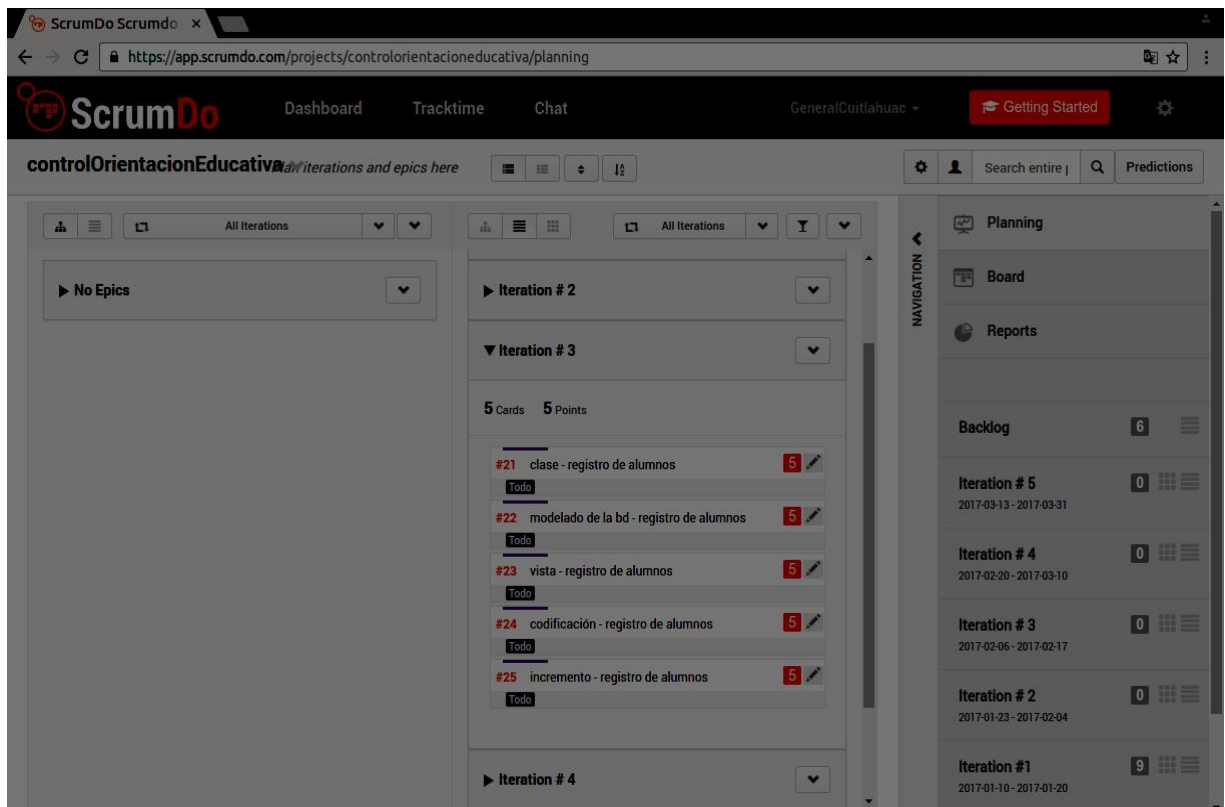 ScrumDo Scrumdo
https://app.scrumdo.com/projects/controlorientacioneducativa/planning
ScrumDo Dashboard Tracktime Chat GeneralCuitlahuac Getting Started
controlOrientacionEducativa iterations and epics here Search entire Predictions
All Iterations
All Iterations
No Epics
Iteration # 2
Iteration # 3
5 Cards 5 Points
#21 clase - registro de alumnos 5
Todo
#22 modelado de la bd - registro de alumnos 5
Todo
#23 vista - registro de alumnos 5
Todo
#24 codificación - registro de alumnos 5
Todo
#25 incremento - registro de alumnos 5
Todo
Iteration # 4
NAVIGATION
Planning
Board
Reports
Backlog 6
Iteration # 5 0
2017-03-13 - 2017-03-31
Iteration # 4 0
2017-02-20 - 2017-03-10
Iteration # 3 0
2017-02-06 - 2017-02-17
Iteration # 2 0
2017-01-23 - 2017-02-04
Iteration #1 9
2017-01-10 - 2017-01-20